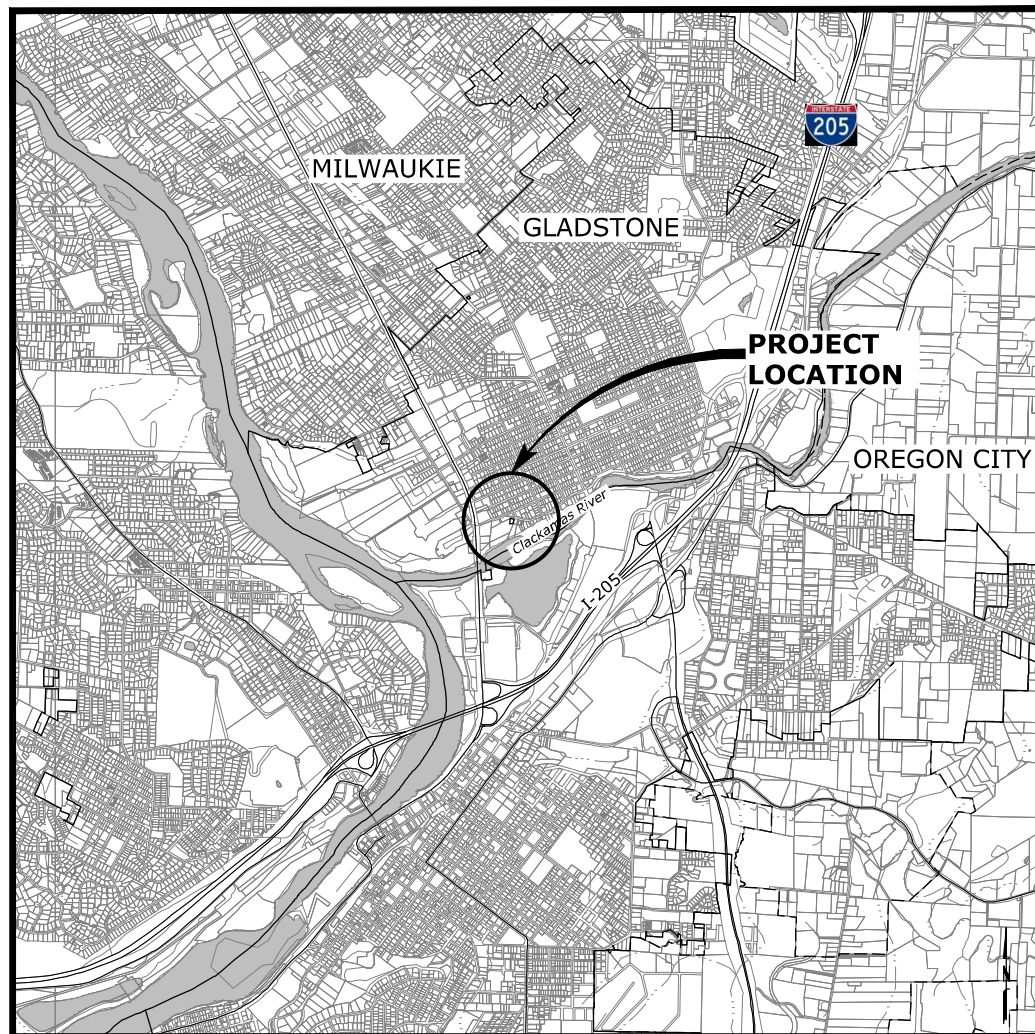 INTERSTATE
205
MILWAUKIE
GLADSTONE
PROJECT
LOCATION
OREGON CITY
Clackamas River
I-205